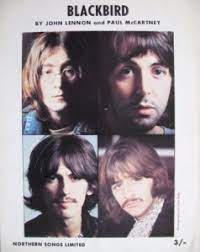 BLACKBIRD
BY JOHN LENNON and PAUL McCARTNEY
NORTHERN SONGS LIMITED
3/-